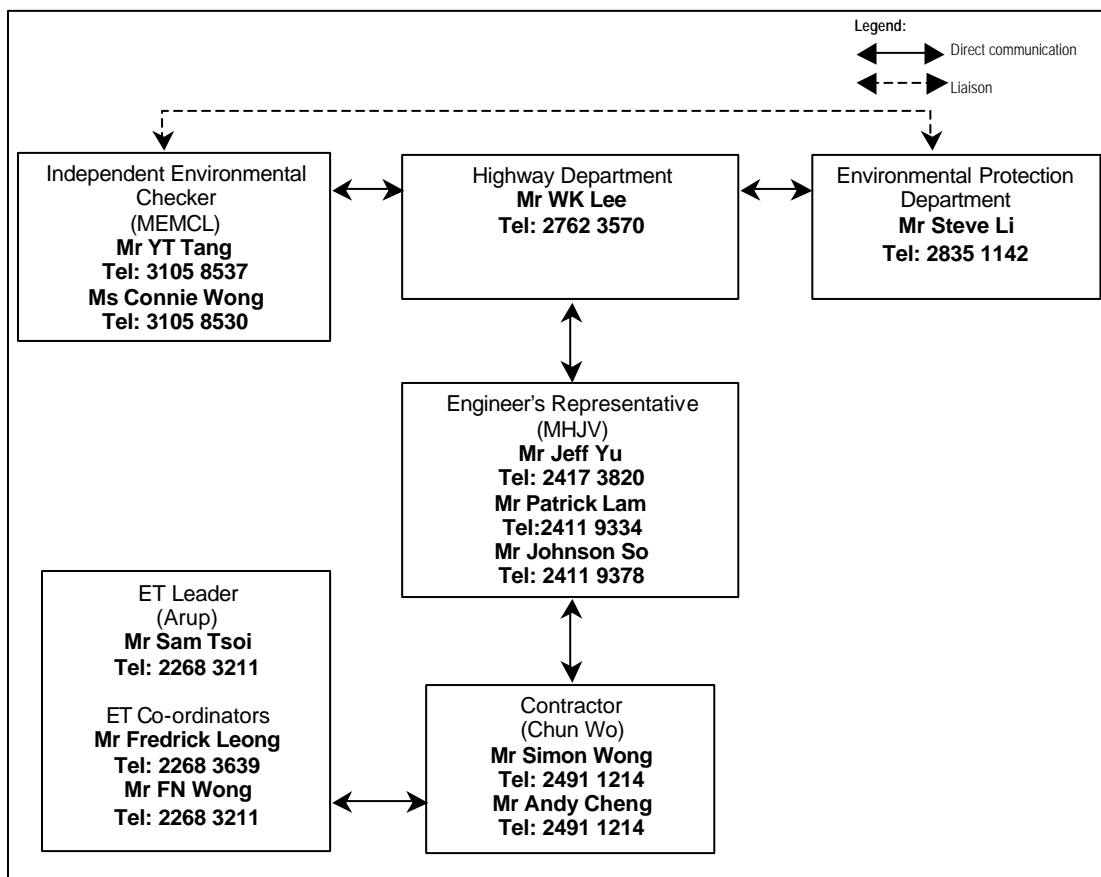 Legend:
Direct communication
Liaison
Independent Environmental
Checker
(MEMCL)
Mr YT Tang
Tel: 3105 8537
Ms Connie Wong
Tel: 3105 8530
Highway Department
Mr WK Lee
Tel: 2762 3570
Environmental Protection
Department
Mr Steve Li
Tel: 2835 1142
Engineer's Representative
(MHJV)
Mr Jeff Yu
Tel: 2417 3820
Mr Patrick Lam
Tel:2411 9334
Mr Johnson So
Tel: 2411 9378
ET Leader
(Arup)
Mr Sam Tsoi
Tel: 2268 3211
ET Co-ordinators
Mr Fredrick Leong
Tel: 2268 3639
Mr FN Wong
Tel: 2268 3211
Contractor
(Chun Wo)
Mr Simon Wong
Tel: 2491 1214
Mr Andy Cheng
Tel: 2491 1214